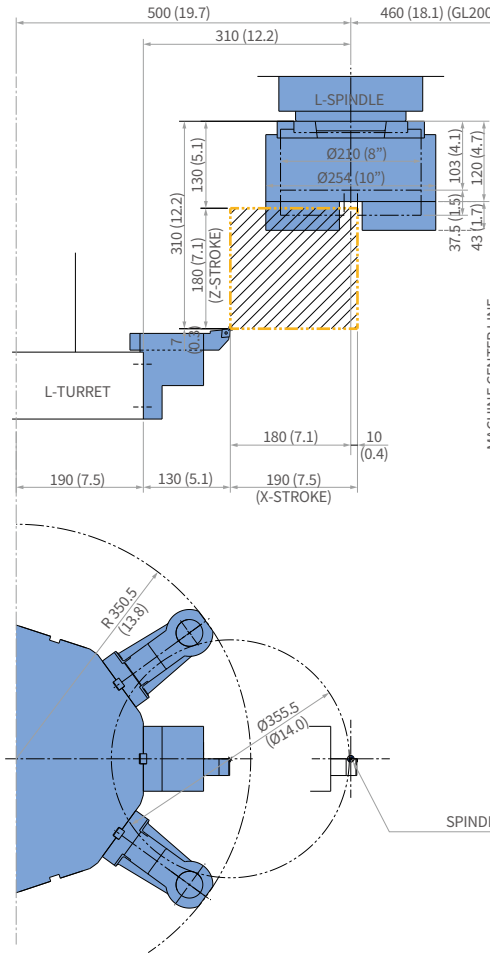 500 (19.7)
460 (18.1) (GL200
310 (12.2)
L-SPINDLE
Ø210 (8”)
Ø254 (10”)
130 (5.1)
310 (12.2)
180 (7.1)
(Z-STROKE)
103 (4.1)
120 (4.7)
37.5 (1.5)
43 (1.7)
7
(0.3)
L-TURRET
MACHINE CENTER LINE
180 (7.1)
10
(0.4)
190 (7.5)
130 (5.1)
190 (7.5)
(X-STROKE)
R 350.5
(13.8)
Ø355.5
(Ø14.0)
SPINDL